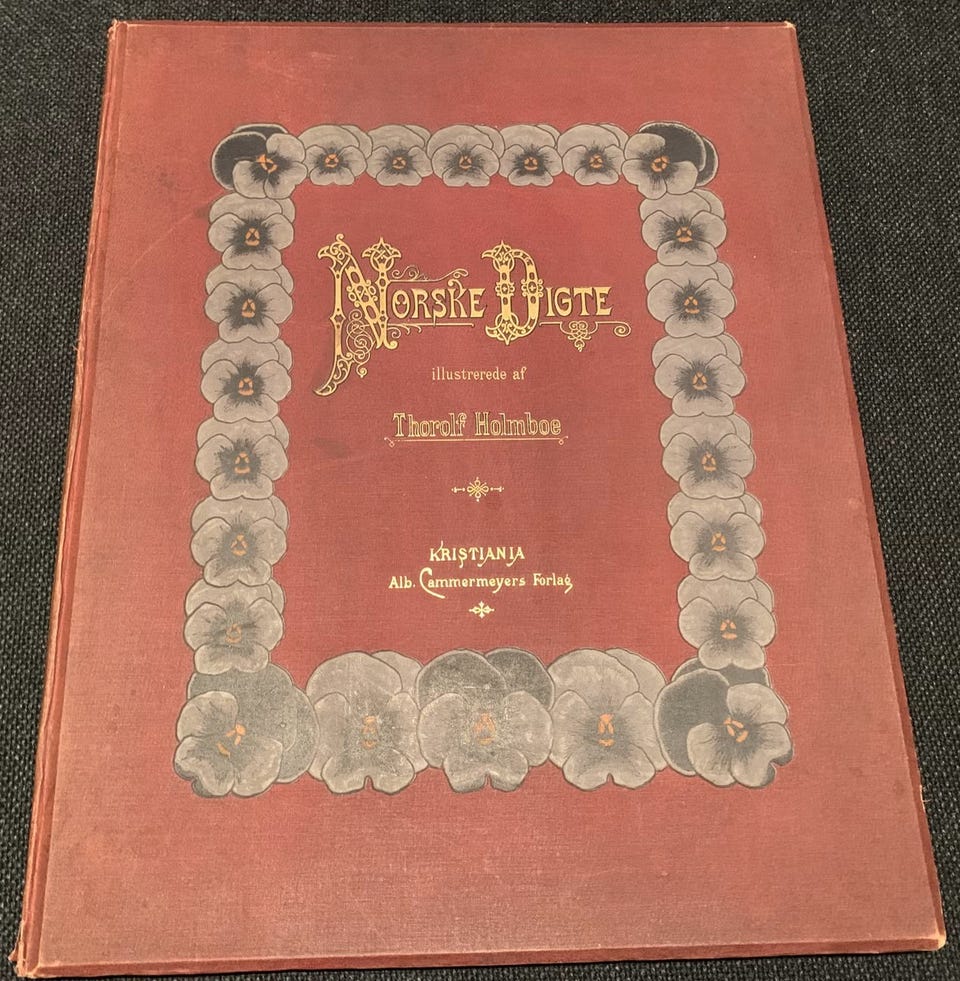 Norske Digte
illustrerede af
Thorolf Holmboe
KRISTIANIA
Alb. Cammermeyers Forlag